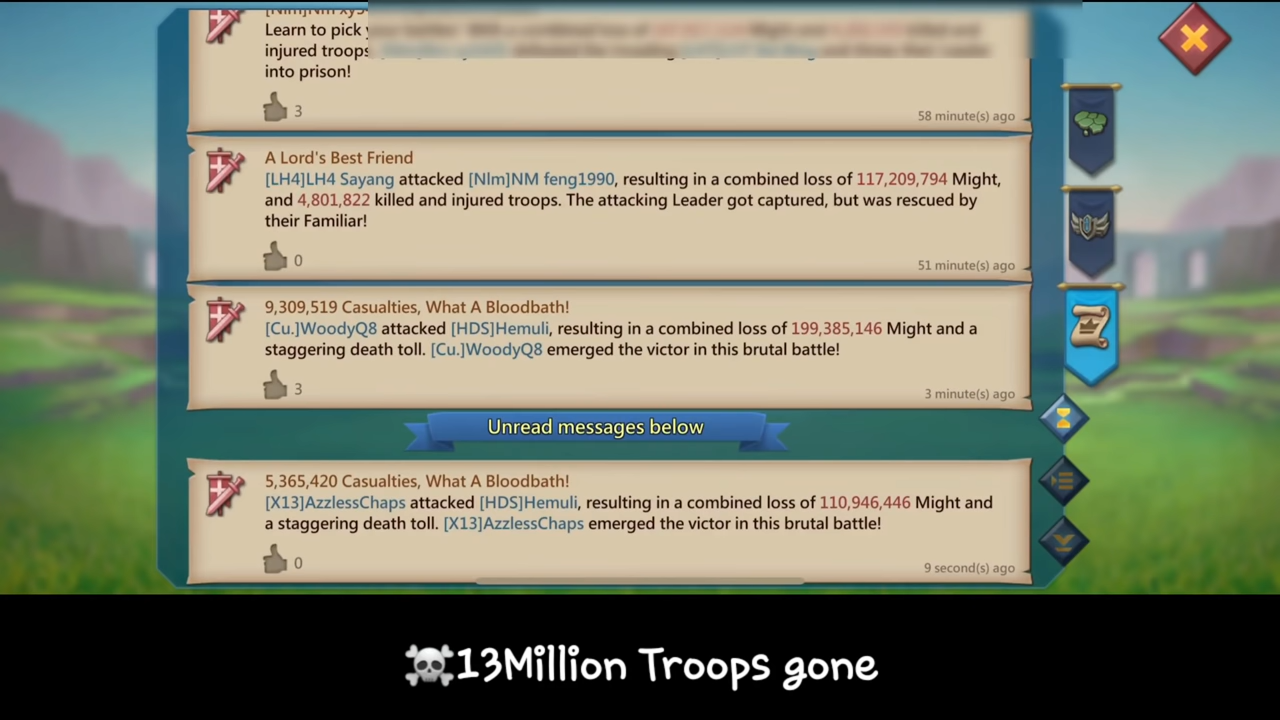 Learn to pick
injured troops
into prison!
3
58 minute(s) ago
A Lord's Best Friend
[LH4]LH4 Sayang attacked [Nlm]NM feng1990, resulting in a combined loss of 117,209,794 Might,
and 4,801,822 killed and injured troops. The attacking Leader got captured, but was rescued by
their Familiar!
0
51 minute(s) ago
9,309,519 Casualties, What A Bloodbath!
[Cu.]WoodyQ8 attacked [HDS]Hemuli, resulting in a combined loss of 199,385,146 Might and a
staggering death toll. [Cu.]WoodyQ8 emerged the victor in this brutal battle!
3
3 minute(s) ago
Unread messages below
5,365,420 Casualties, What A Bloodbath!
[X13]AzzlessChaps attacked [HDS]Hemuli, resulting in a combined loss of 110,946,446 Might and
a staggering death toll. [X13]AzzlessChaps emerged the victor in this brutal battle!
0
9 second(s) ago
☠13Million Troops gone